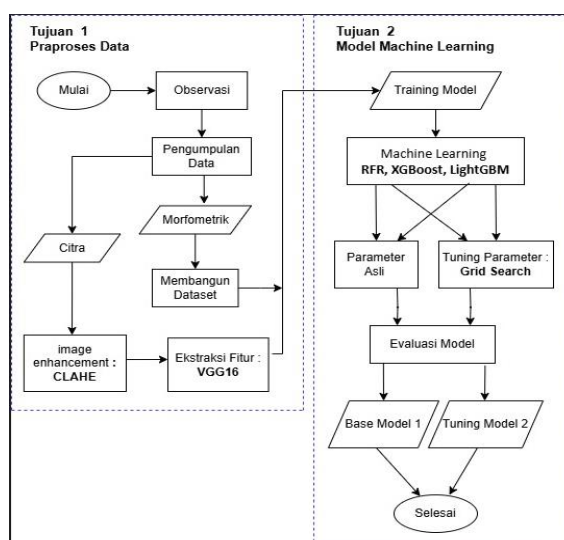 Tujuan 1
Praproses Data
Mulai
Observasi
Pengumpulan
Data
Morfometrik
Citra
Membangun
Dataset
image
enhancement :
CLAHE
Ekstraksi Fitur :
VGG16
Tujuan 2
Model Machine Learning
Training Model
Machine Learning
RFR, XGBoost, LightGBM
Parameter
Asli
Tuning Parameter :
Grid Search
Evaluasi Model
Base Model 1
Tuning Model 2
Selesai